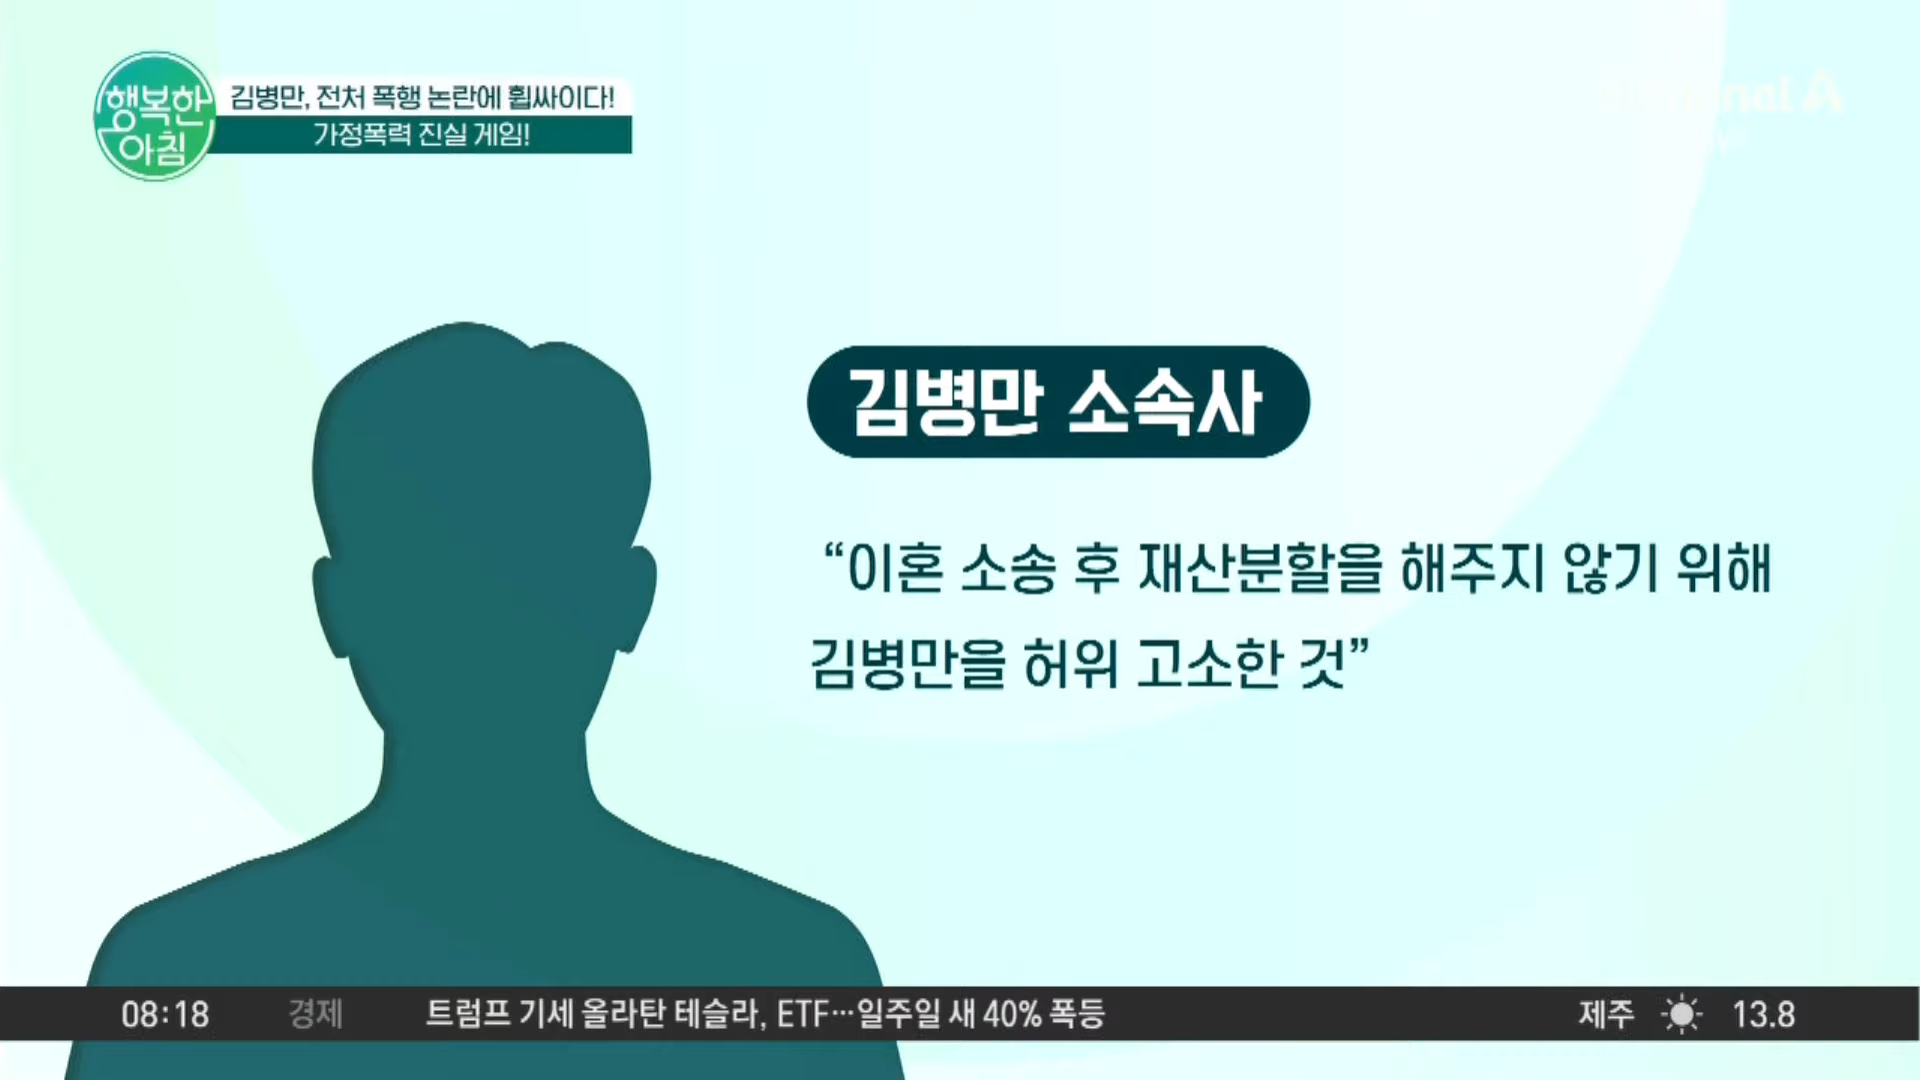 행복한
아침
김병만, 전처 폭행 논란에 휩싸이다!
가정폭력 진실 게임!
김병만 소속사
“이혼 소송 후 재산분할을 해주지 않기 위해
김병만을 허위 고소한 것”
08:18 경제 트럼프 기세 올라탄 테슬라, ETF…일주일 새 40% 폭등 제주 13.8